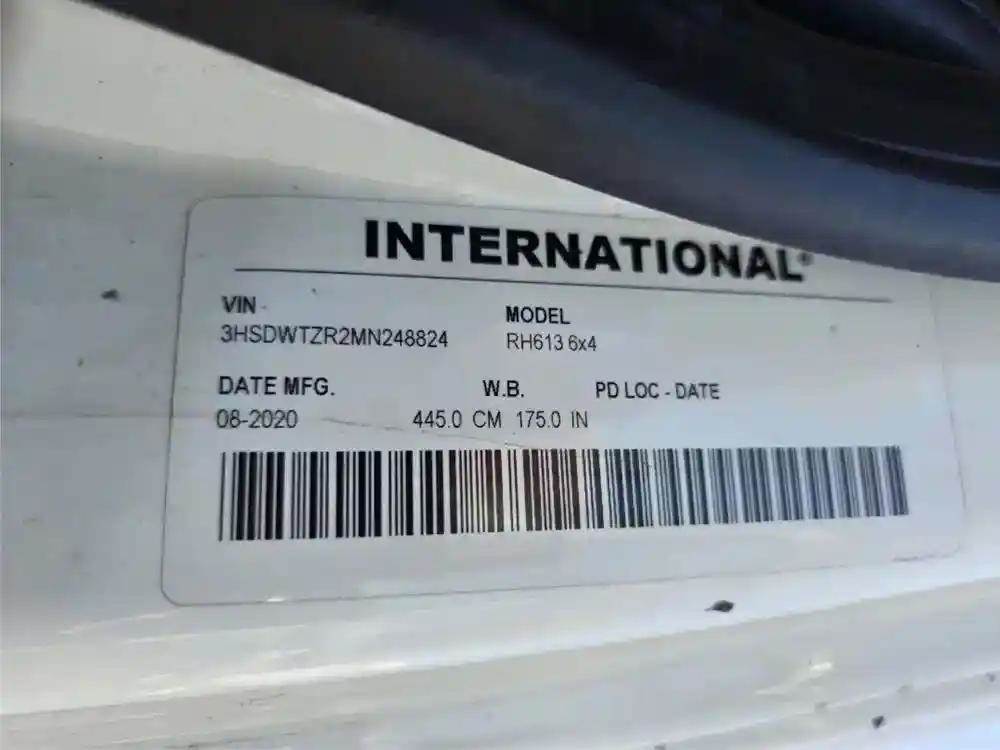 INTERNATIONAL®
VIN MODEL
3HSDWTZR2MN248824 RH613 6x4
DATE MFG. W.B. PD LOC - DATE
08-2020 445.0 CM 175.0 IN